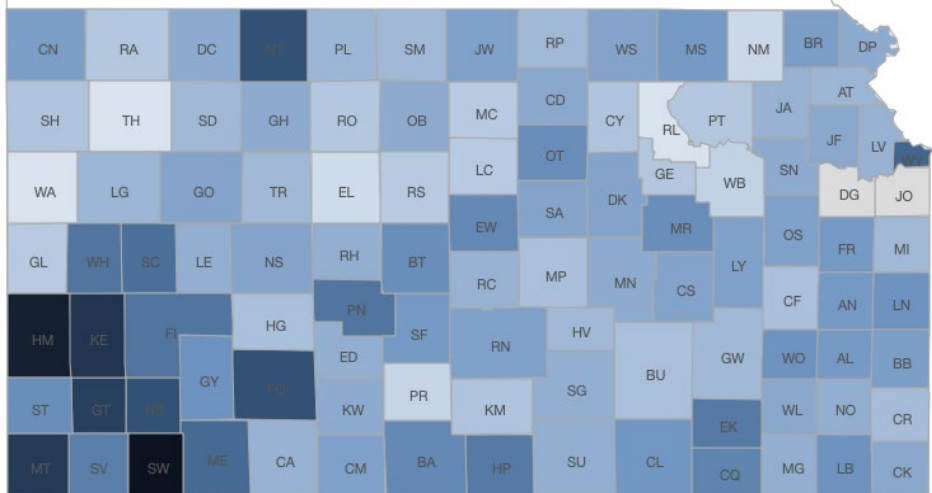 CN RA DC NT PL SM JW RP WS MS NM BR DP
SH TH SD GH RO OB MC CD CY RL PT JA AT
WA LG GO TR EL RS LC OT DK GE WB SN JF LV WY
GL WH SC LE NS RH BT EW SA MR LY OS DG JO
HM KE FI HG PN SF RC MP MN CS CF FR MI
ST GT HS GY FO ED RN HV BU GW AN LN
MT SV SW ME CA KW PR KM SG EK WO AL BB
CM BA HP SU CL CQ WL NO CR
MG LB CK